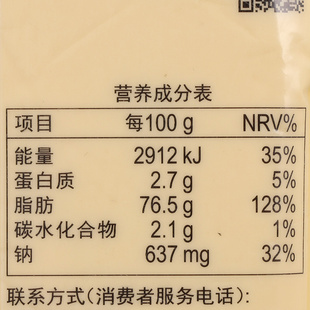 营养成分表
项目 每100 g NRV%
能量 2912 kJ 35%
蛋白质 2.7 g 5%
脂肪 76.5 g 128%
碳水化合物 2.1 g 1%
钠 637 mg 32%
联系方式(消费者服务电话):